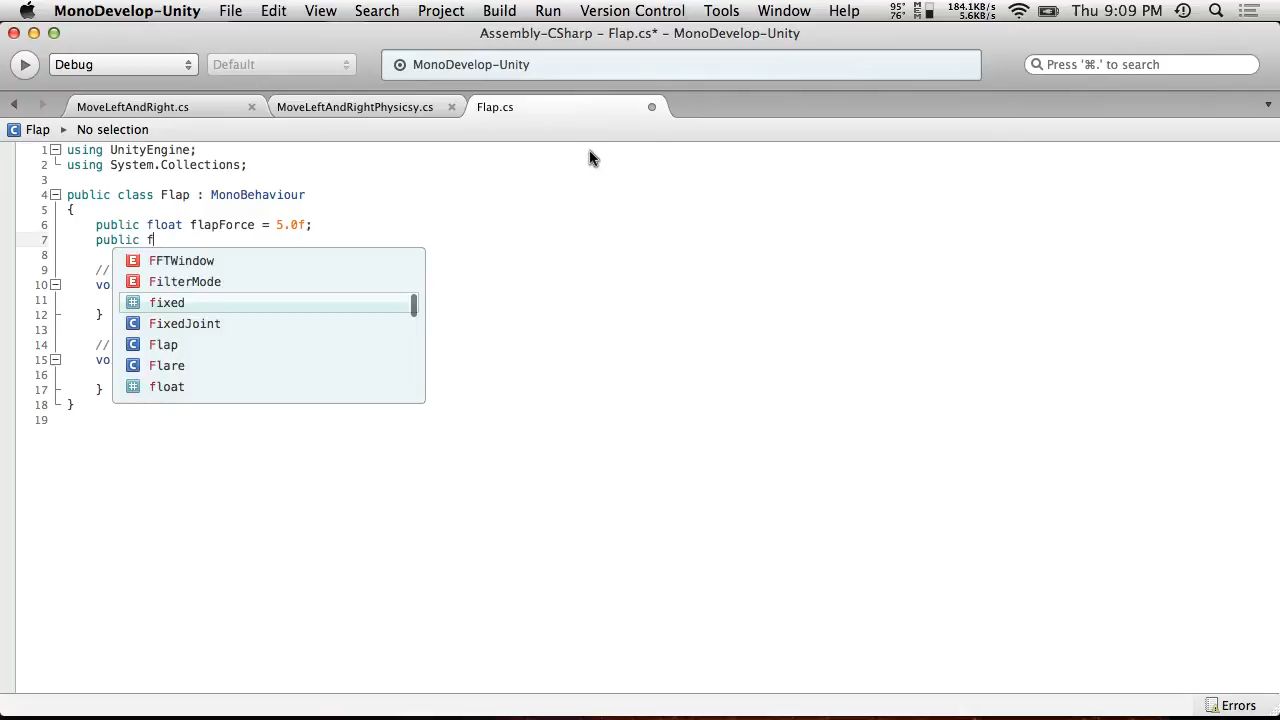 MonoDevelop-Unity File Edit View Search Project Build Run Version Control Tools Window Help 95° 76° MEM 184.1KB/s 5.6KB/s Thu 9:09 PM
Assembly-CSharp – Flap.cs* – MonoDevelop-Unity
Debug Default MonoDevelop-Unity Press '⌘.' to search
MoveLeftAndRight.cs MoveLeftAndRightPhysicsy.cs Flap.cs
Flap No selection
1 using UnityEngine;
2 using System.Collections;
3
4 public class Flap : MonoBehaviour
5 {
6 public float flapForce = 5.0f;
7 public f
8
9 //
10 vo
11
12 }
13
14 //
15 vo
16
17 }
18 }
19
FFTWindow
FilterMode
fixed
FixedJoint
Flap
Flare
float
Errors